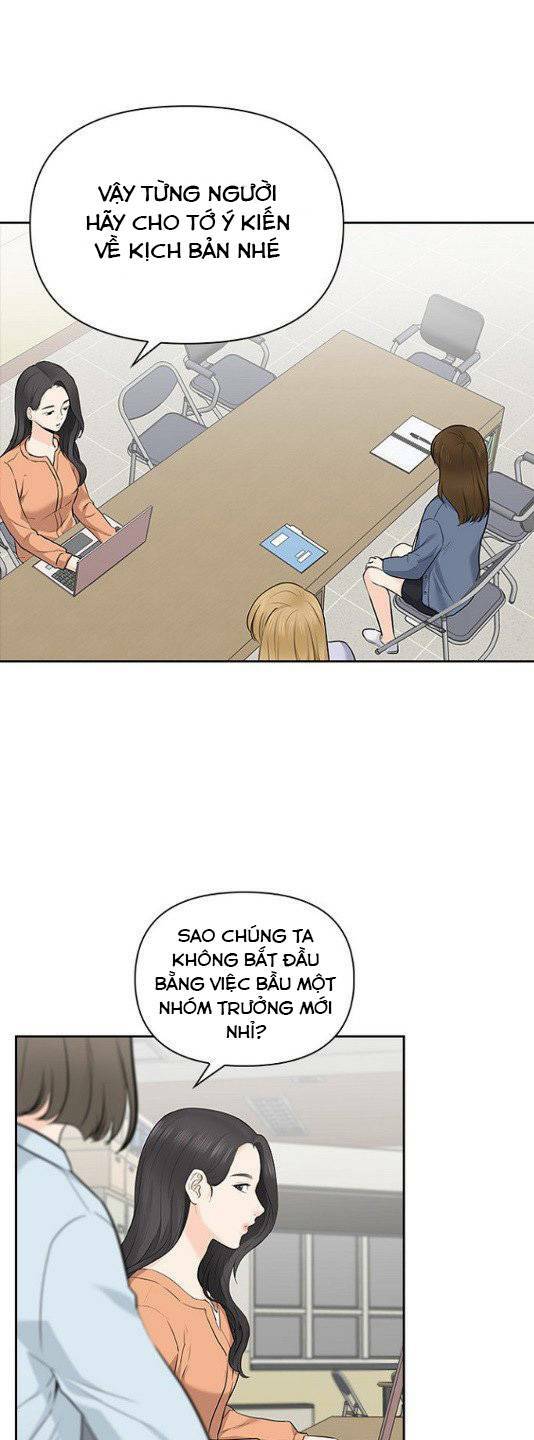 VẬY TỪNG NGƯỜI
HÃY CHO TỚ Ý KIẾN
VỀ KỊCH BẢN NHÉ
SAO CHÚNG TA
KHÔNG BẮT ĐẦU
BẰNG VIỆC BẦU MỘT
NHÓM TRƯỞNG MỚI
NHỈ?